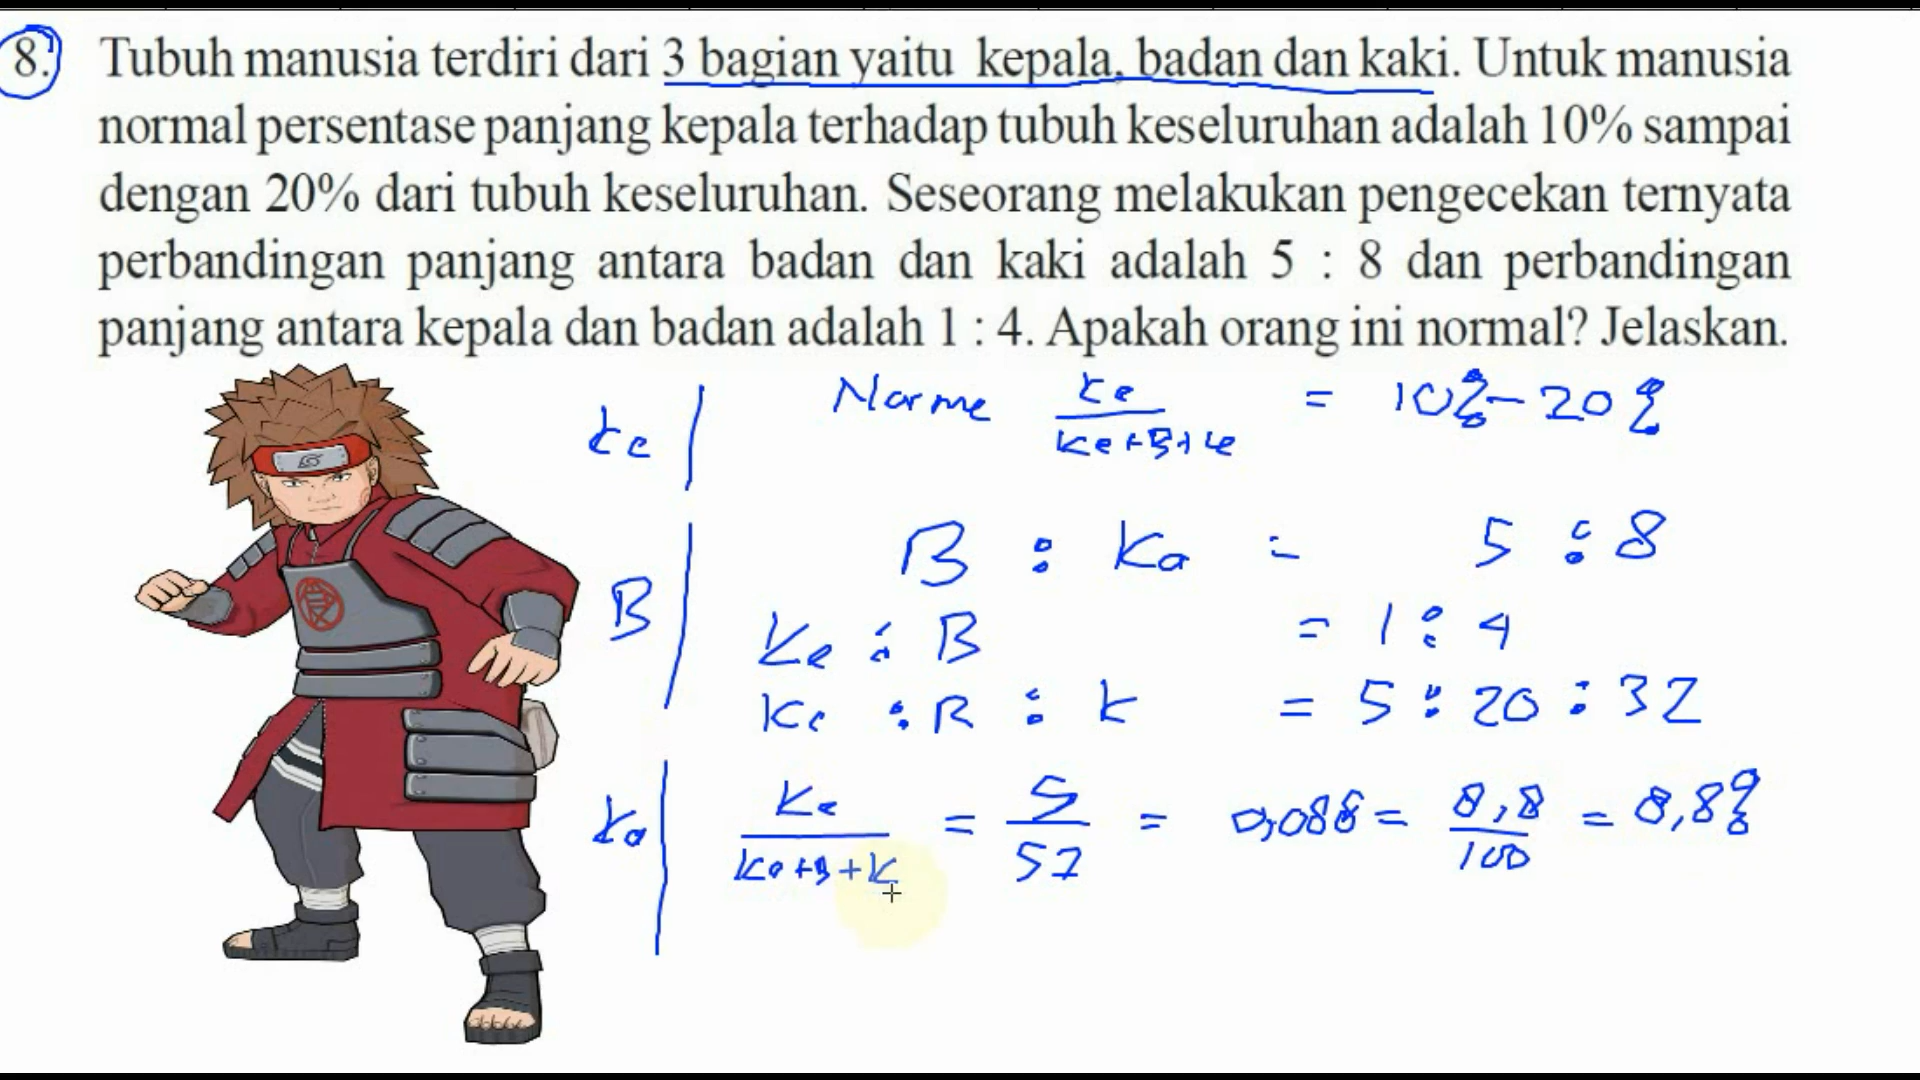 8. Tubuh manusia terdiri dari 3 bagian yaitu kepala, badan dan kaki. Untuk manusia
normal persentase panjang kepala terhadap tubuh keseluruhan adalah 10% sampai
dengan 20% dari tubuh keseluruhan. Seseorang melakukan pengecekan ternyata
perbandingan panjang antara badan dan kaki adalah 5 : 8 dan perbandingan
panjang antara kepala dan badan adalah 1 : 4. Apakah orang ini normal? Jelaskan.
Ke
= 10% - 20%
Ke
B : Ka = 5 : 8
B
Ke : B = 1 : 4
Ke : B : K = 5 : 20 : 32
Ka
Ke / Ke+B+K = 5 / 57 = 0,088 = 8,8 / 100 = 8,8%